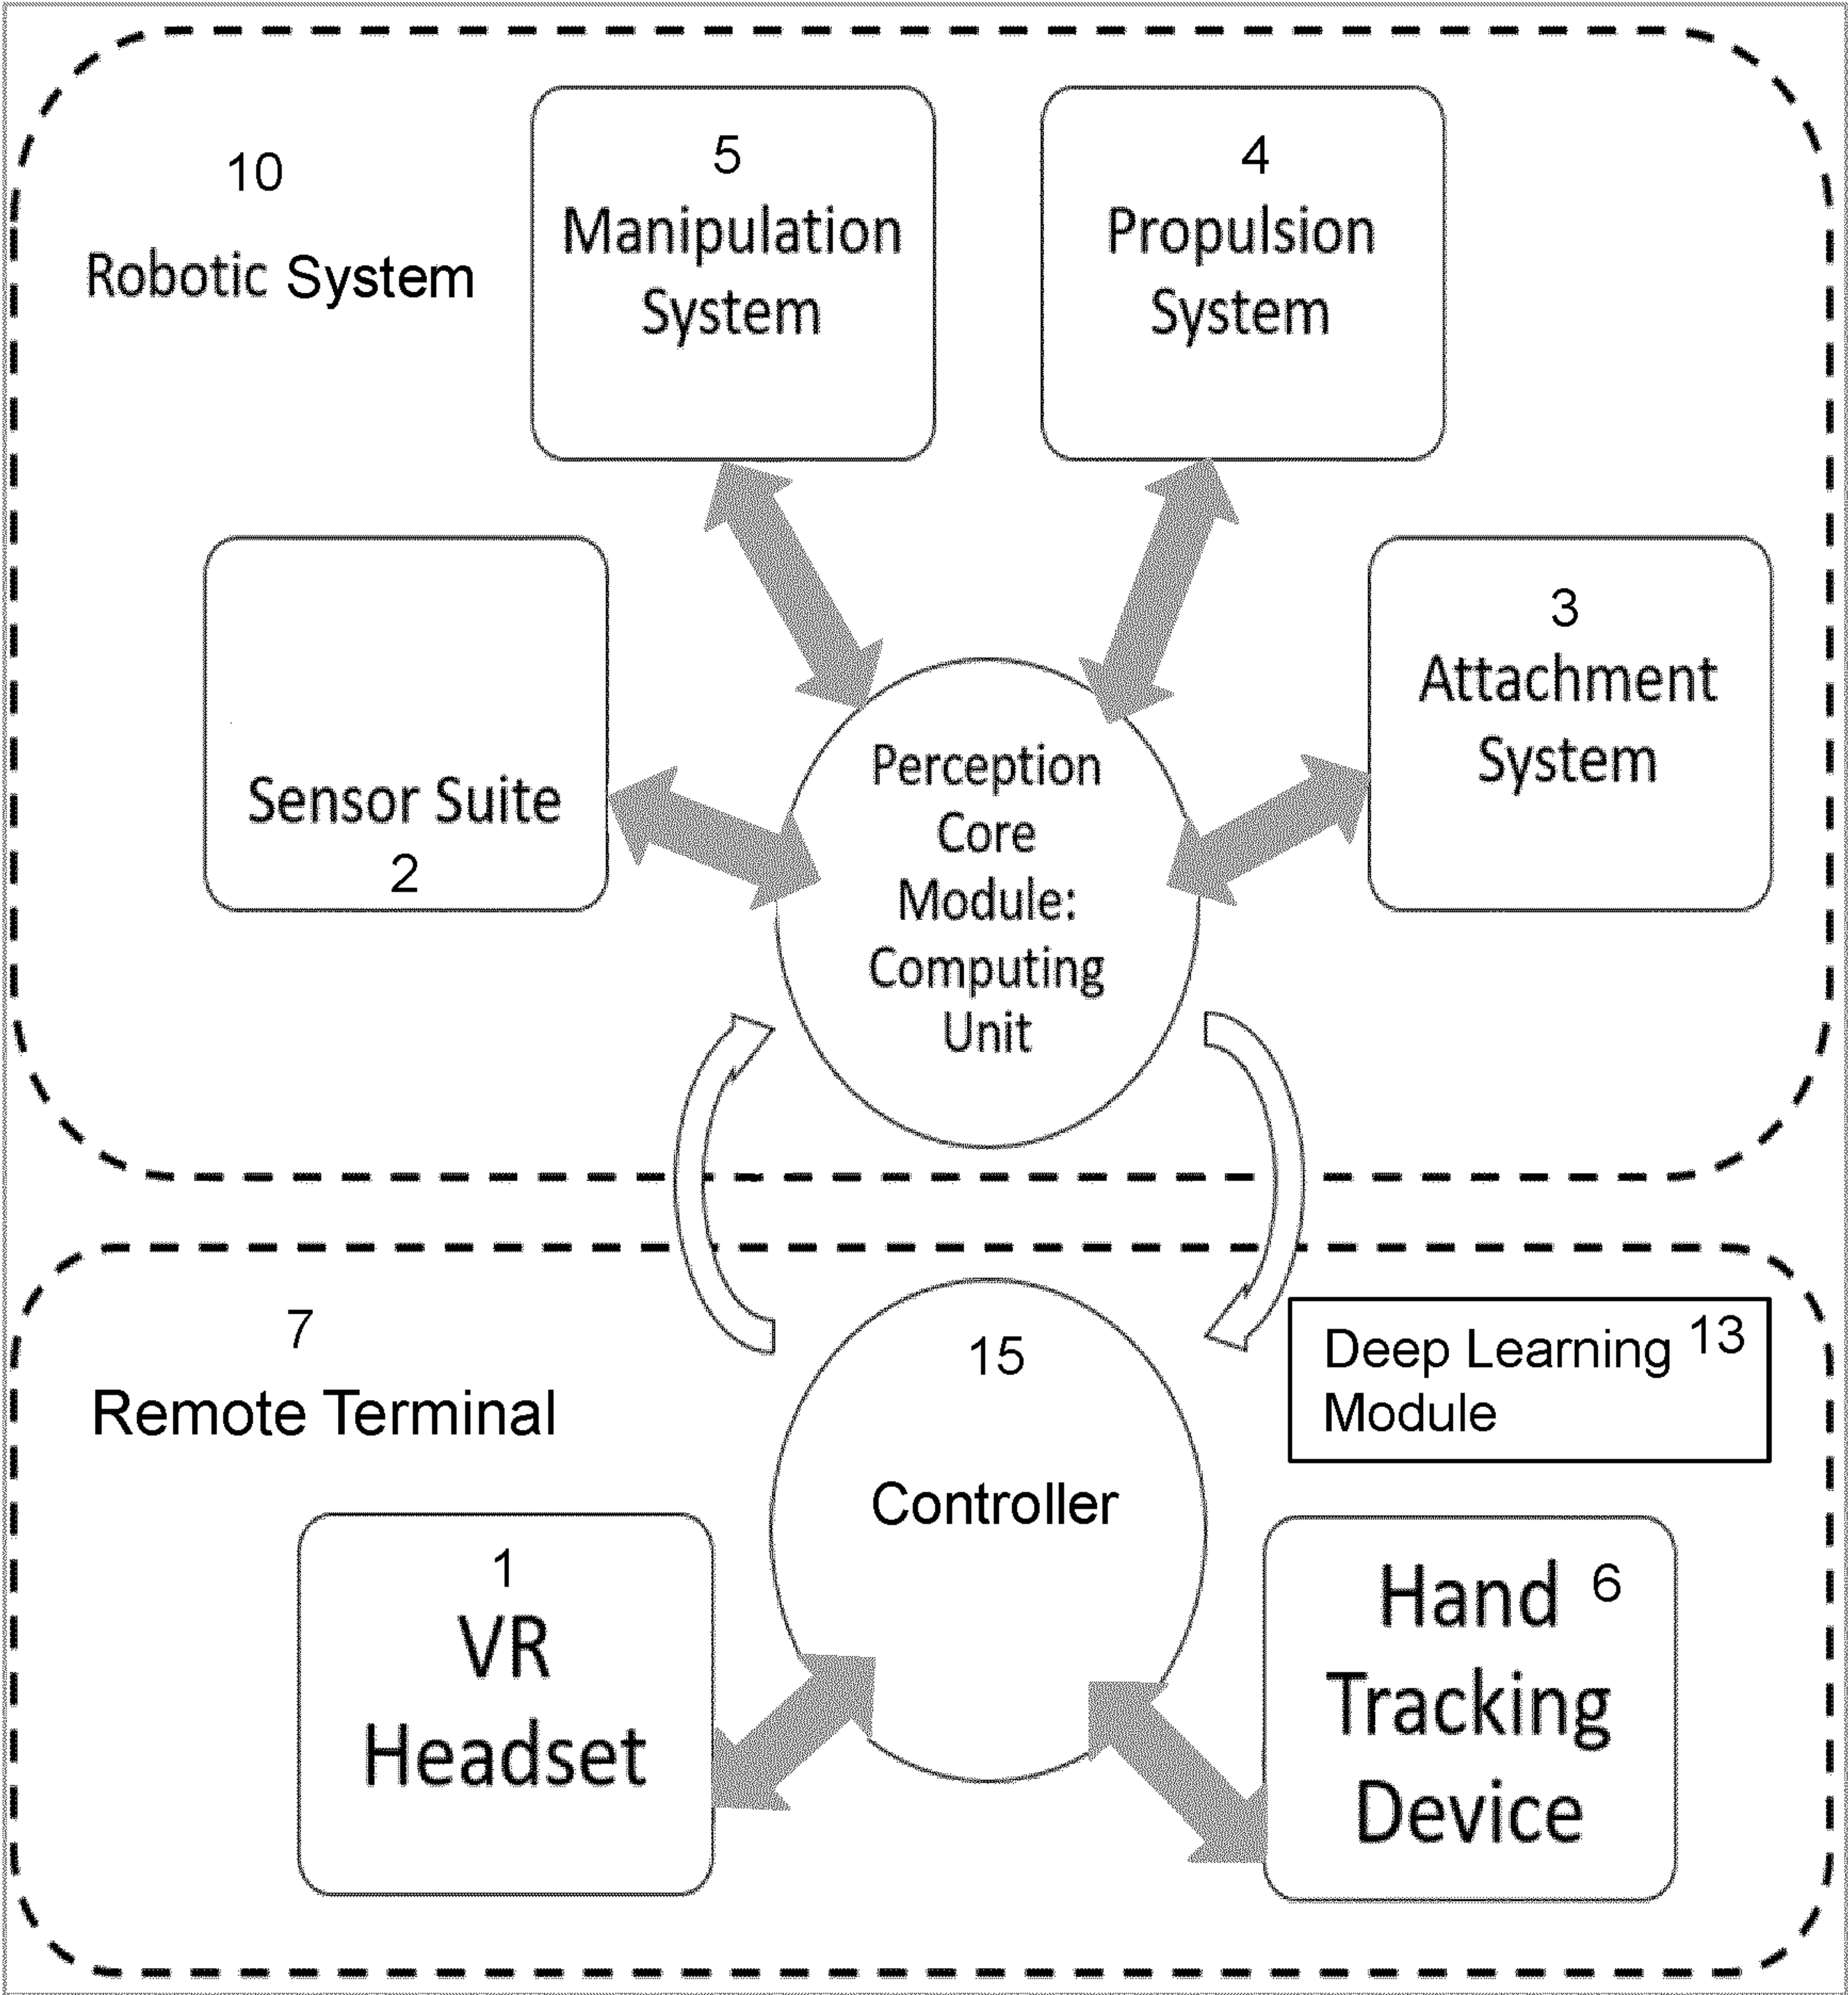 10
Robotic System
5
Manipulation
System
4
Propulsion
System
Sensor Suite
2
3
Attachment
System
Perception
Core
Module:
Computing
Unit
7
Remote Terminal
15
Controller
Deep Learning 13
Module
1
VR
Headset
Hand 6
Tracking
Device